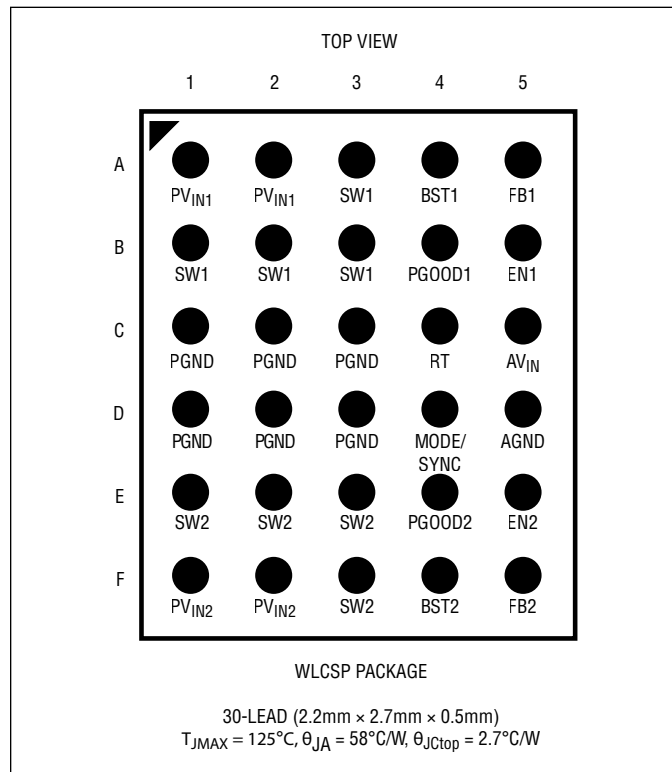 TOP VIEW
1 2 3 4 5
A
PVIN1 PVIN1 SW1 BST1 FB1
B
SW1 SW1 SW1 PGOOD1 EN1
C
PGND PGND PGND RT AVIN
D
PGND PGND PGND MODE/ AGND
SYNC
E
SW2 SW2 SW2 PGOOD2 EN2
F
PVIN2 PVIN2 SW2 BST2 FB2
WLCSP PACKAGE
30-LEAD (2.2mm × 2.7mm × 0.5mm)
TJMAX = 125°C, θJA = 58°C/W, θJCtop = 2.7°C/W